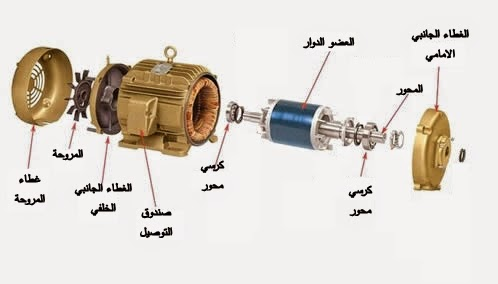 الغطاء الجانبي
الامامي
العضو الدوار
المحور
كرسي
محور
كرسي
محور
صندوق
التوصيل
الغطاء الجانبي
الخلفي
المروحة
غطاء
المروحة